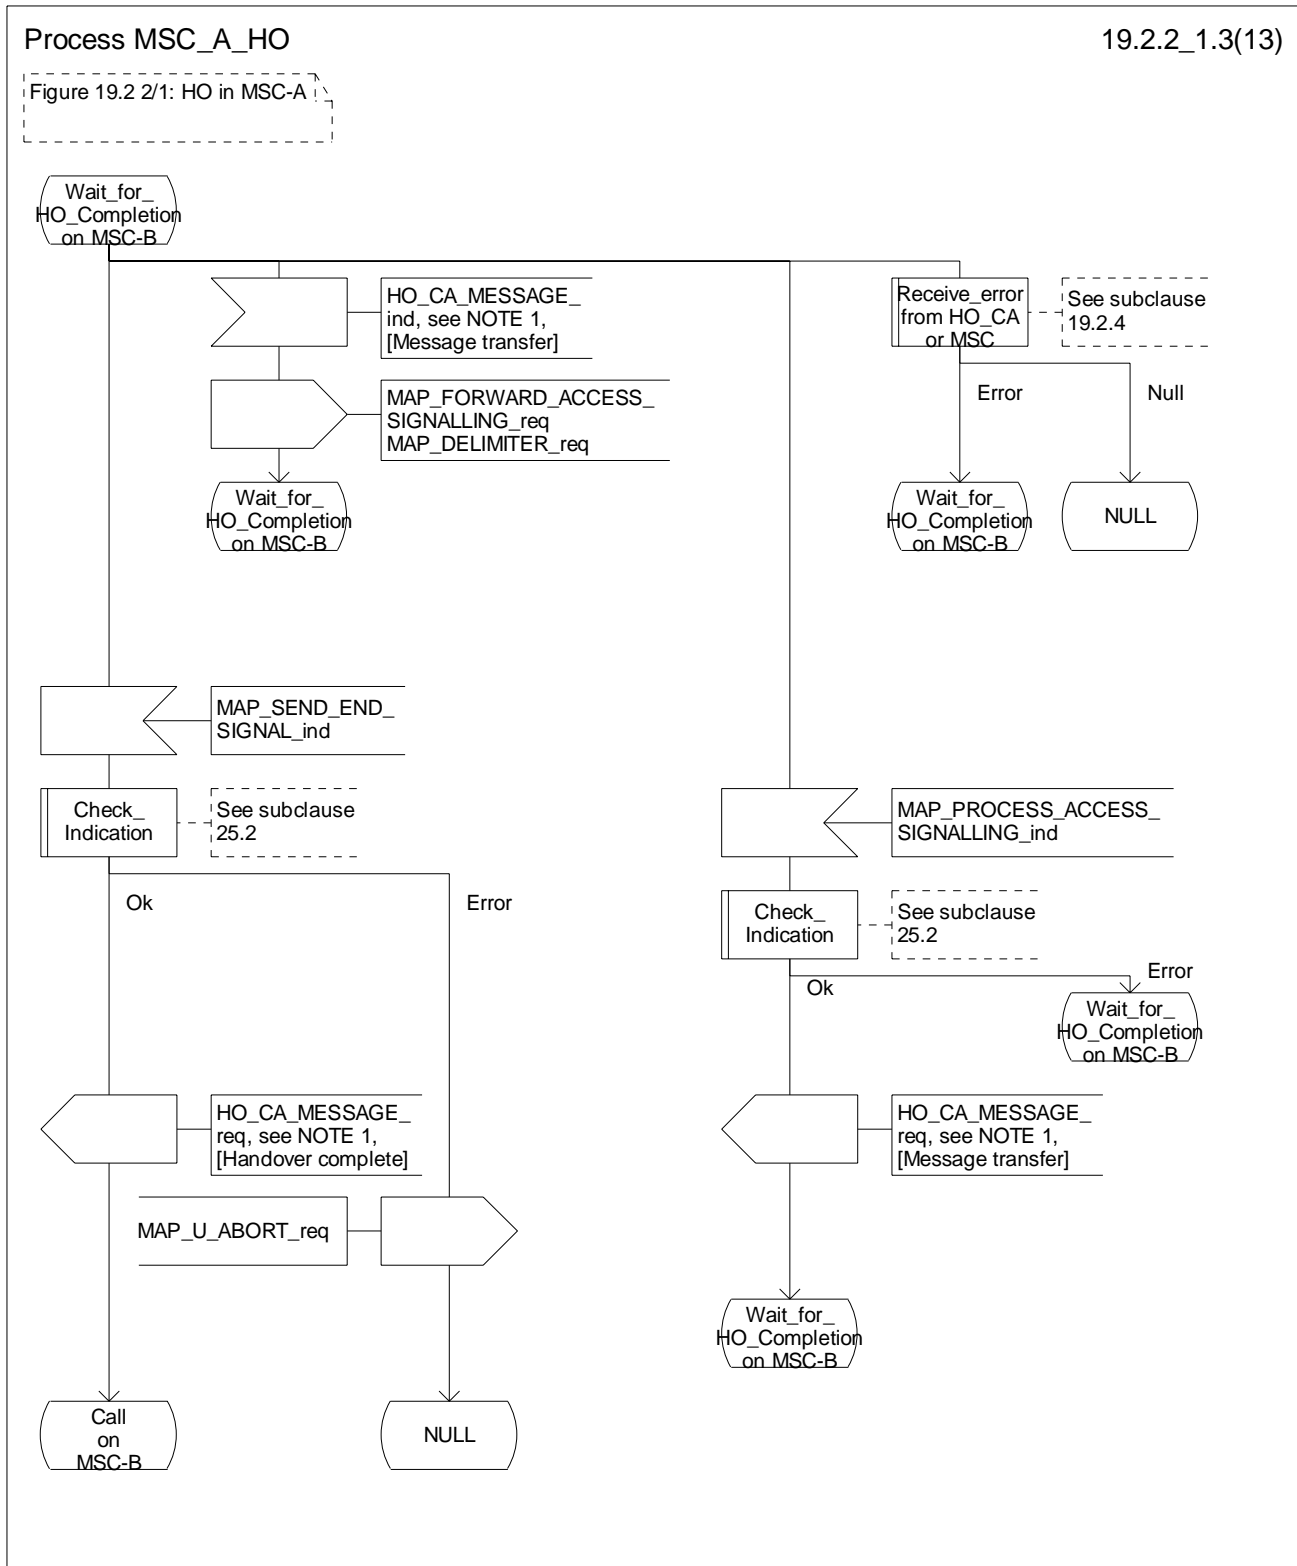 Process MSC_A_HO
19.2.2_1.3(13)
Figure 19.2 2/1: HO in MSC-A
Wait_for_
HO_Completion
on MSC-B
HO_CA_MESSAGE_
ind, see NOTE 1,
[Message transfer]
Receive_error
from HO_CA
or MSC
See subclause
19.2.4
MAP_FORWARD_ACCESS_
SIGNALLING_req
MAP_DELIMITER_req
Error
Null
Wait_for_
HO_Completion
on MSC-B
Wait_for_
HO_Completion
on MSC-B
NULL
MAP_SEND_END_
SIGNAL_ind
Check_
Indication
See subclause
25.2
MAP_PROCESS_ACCESS_
SIGNALLING_ind
Ok
Error
Check_
Indication
See subclause
25.2
Ok
Error
Wait_for_
HO_Completion
on MSC-B
HO_CA_MESSAGE_
req, see NOTE 1,
[Handover complete]
HO_CA_MESSAGE_
req, see NOTE 1,
[Message transfer]
MAP_U_ABORT_req
Wait_for_
HO_Completion
on MSC-B
Call
on
MSC-B
NULL